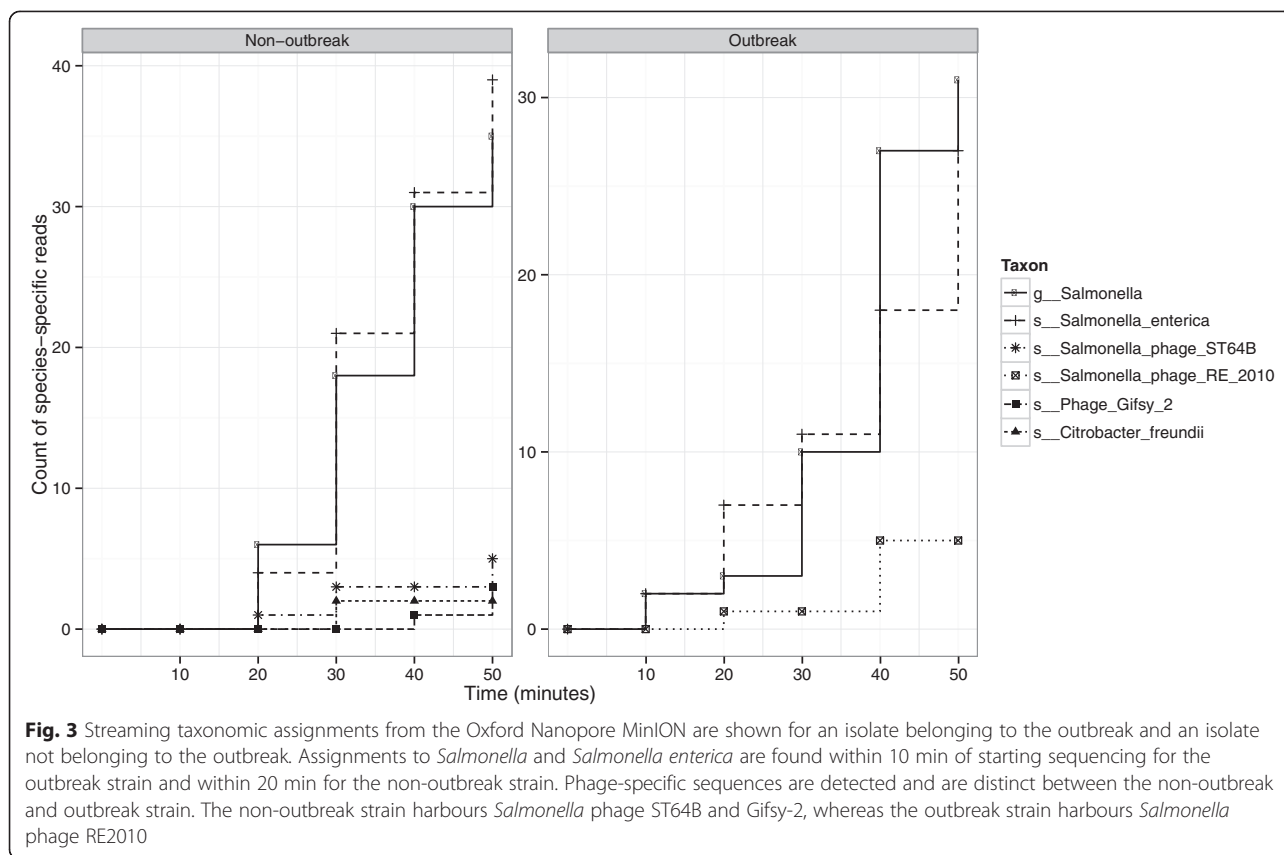 Non−outbreak
Outbreak
40
30
20
10
0
30
20
10
0
Count of species−specific reads
10 20 30 40 50
10 20 30 40 50
Time (minutes)
Taxon
g__Salmonella
s__Salmonella_enterica
s__Salmonella_phage_ST64B
s__Salmonella_phage_RE_2010
s__Phage_Gifsy_2
s__Citrobacter_freundii
Fig. 3 Streaming taxonomic assignments from the Oxford Nanopore MinION are shown for an isolate belonging to the outbreak and an isolate
not belonging to the outbreak. Assignments to Salmonella and Salmonella enterica are found within 10 min of starting sequencing for the
outbreak strain and within 20 min for the non-outbreak strain. Phage-specific sequences are detected and are distinct between the non-outbreak
and outbreak strain. The non-outbreak strain harbours Salmonella phage ST64B and Gifsy-2, whereas the outbreak strain harbours Salmonella
phage RE2010